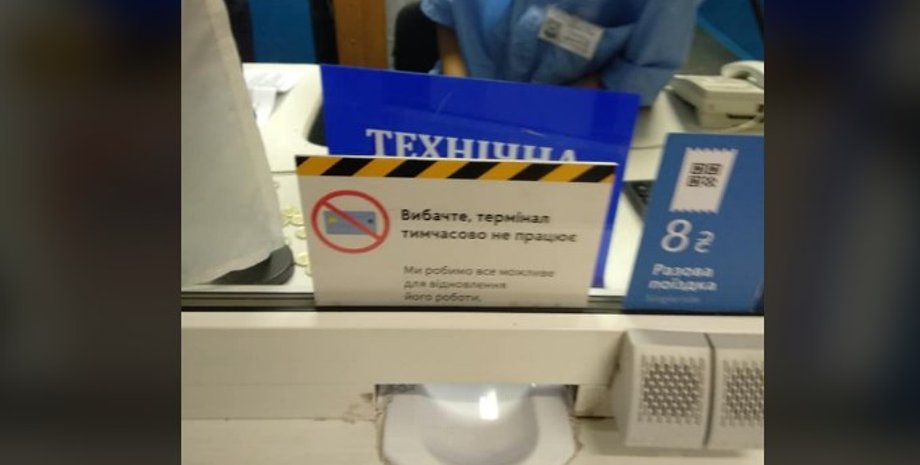 ТЕХНІЧНА
Вибачте, термінал
тимчасово не працює
Ми робимо все можливе
для відновлення
його роботи.
8 ₴
Разова
поїздка